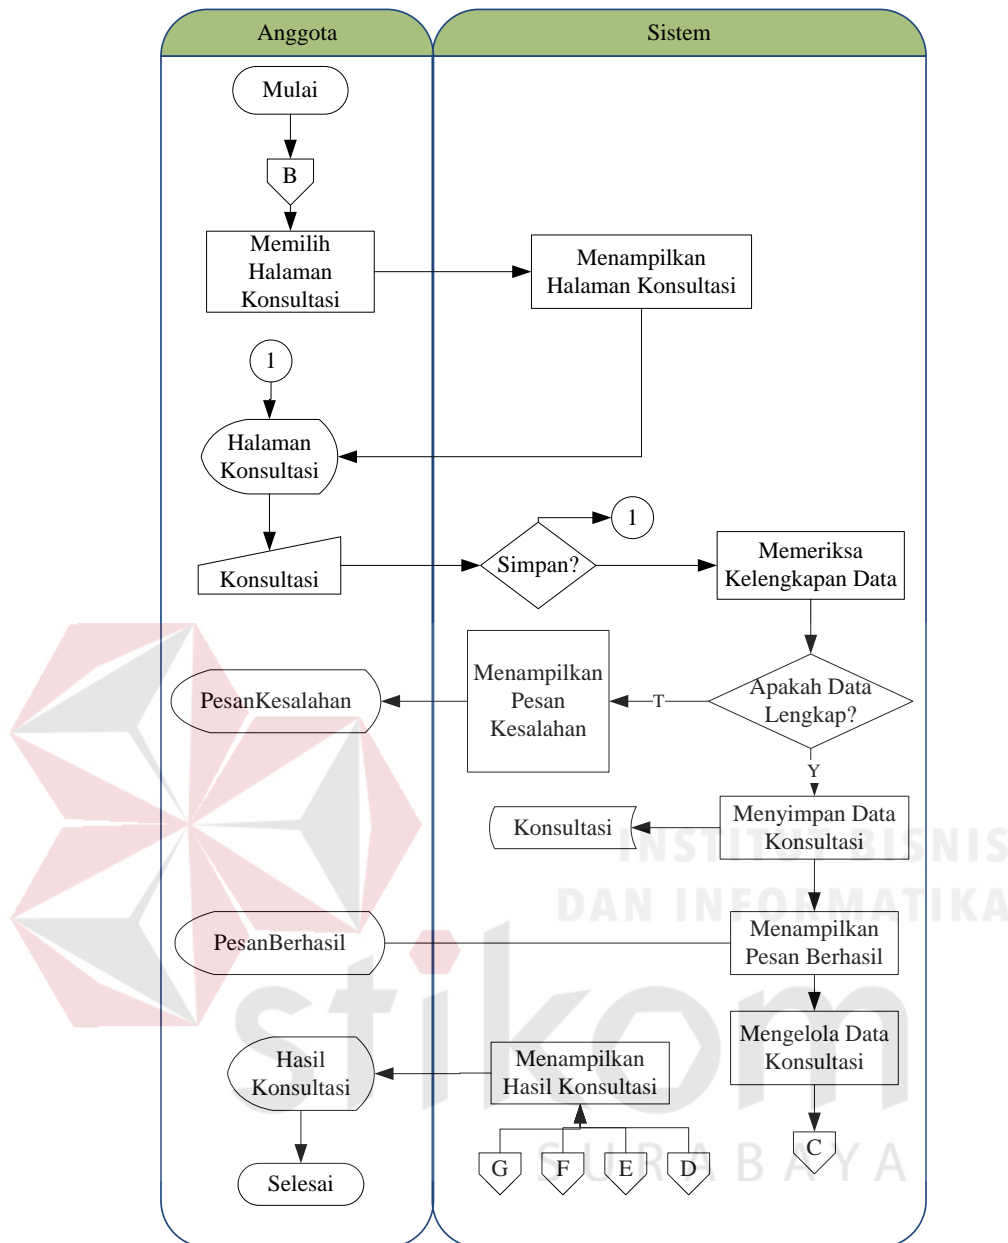 Anggota
Sistem
Mulai
B
Memilih
Halaman
Konsultasi
Menampilkan
Halaman Konsultasi
1
Halaman
Konsultasi
1
Konsultasi
Simpan?
Memeriksa
Kelengkapan Data
PesanKesalahan
Menampilkan
Pesan
Kesalahan
T
Apakah Data
Lengkap?
Y
Konsultasi
Menyimpan Data
Konsultasi
INSTITUT BISNIS
DAN INFORMATIKA
PesanBerhasil
Menampilkan
Pesan Berhasil
stikom
Hasil
Konsultasi
Menampilkan
Hasil Konsultasi
Mengelola Data
Konsultasi
G
F
E
D
C
SURABAYA
Selesai